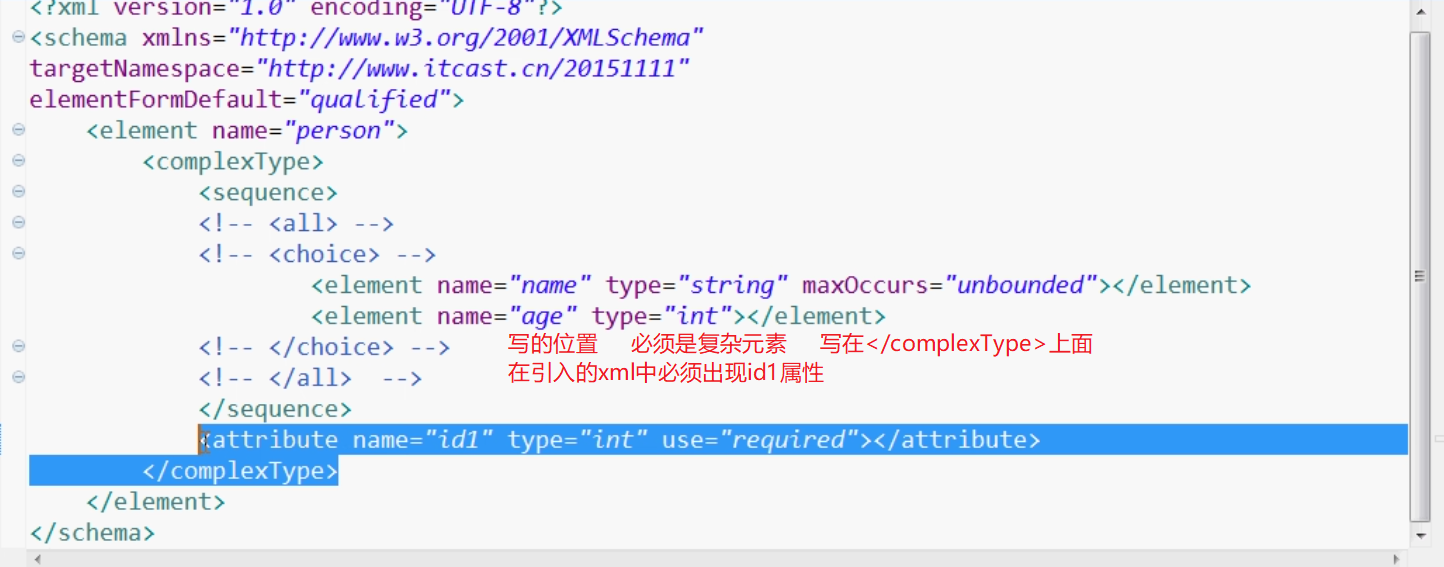 <?xml version="1.0" encoding="UTF-8"?>
<schema xmlns="http://www.w3.org/2001/XMLSchema"
targetNamespace="http://www.itcast.cn/20151111"
elementFormDefault="qualified">
<element name="person">
<complexType>
<sequence>
<!-- <all> -->
<!-- <choice> -->
<element name="name" type="string" maxOccurs="unbounded"></element>
<element name="age" type="int"></element>
<!-- </choice> --> 写的位置 必须是复杂元素 写在</complexType>上面
<!-- </all> --> 在引入的xml中必须出现id1属性
</sequence>
<attribute name="id1" type="int" use="required"></attribute>
</complexType>
</element>
</schema>